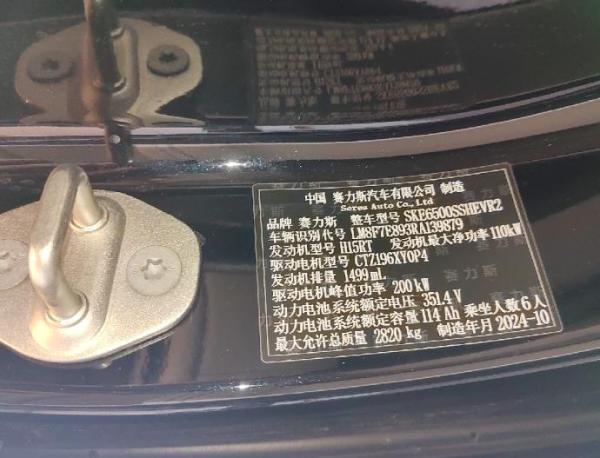 中国 赛力斯汽车有限公司 制造
Seres Auto Co., Ltd
品牌 赛力斯 整车型号 SKE6500SSHEVR2
车辆识别代号 LM8F7E893RA139879
发动机型号 H15RT 发动机最大净功率 110kW
驱动电机型号 CTZ196XY0P4
发动机排量 1499mL
驱动电机峰值功率 200kW
动力电池系统额定电压 351.4 V
动力电池系统额定容量 114 Ah 乘坐人数 6 人
最大允许总质量 2820 kg 制造年月 2024-10